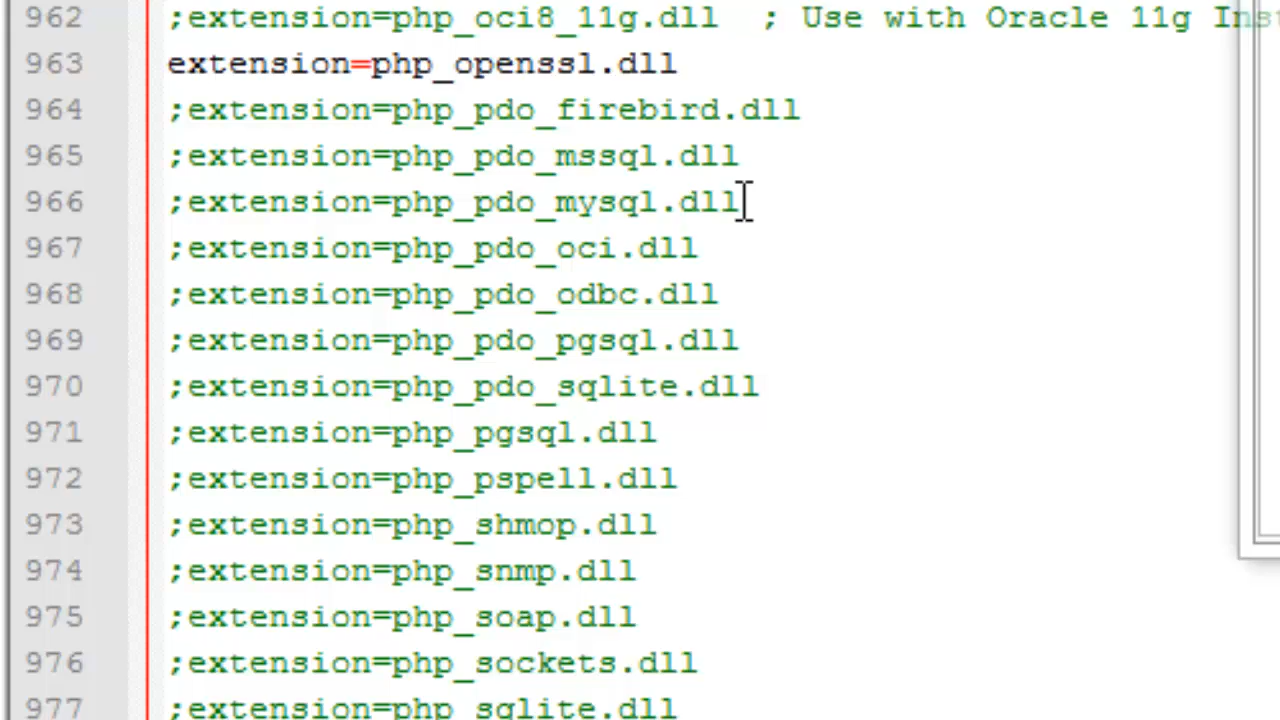 962 ;extension=php_oci8_11g.dll ; Use with Oracle 11g Inst
963 extension=php_openssl.dll
964 ;extension=php_pdo_firebird.dll
965 ;extension=php_pdo_mssql.dll
966 ;extension=php_pdo_mysql.dll
967 ;extension=php_pdo_oci.dll
968 ;extension=php_pdo_odbc.dll
969 ;extension=php_pdo_pgsql.dll
970 ;extension=php_pdo_sqlite.dll
971 ;extension=php_pgsql.dll
972 ;extension=php_pspell.dll
973 ;extension=php_shmop.dll
974 ;extension=php_snmp.dll
975 ;extension=php_soap.dll
976 ;extension=php_sockets.dll
977 ;extension=php_sqlite.dll